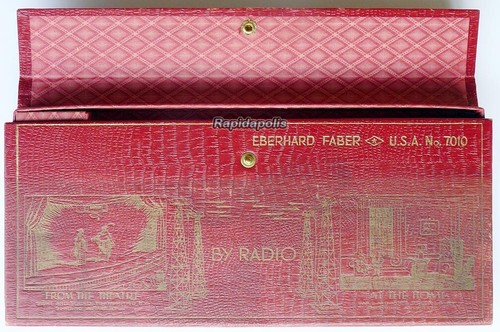 Rapidapolis
EBERHARD FABER U.S.A. No. 7010
BY RADIO
FROM THE THEATRE
AT THE HOME